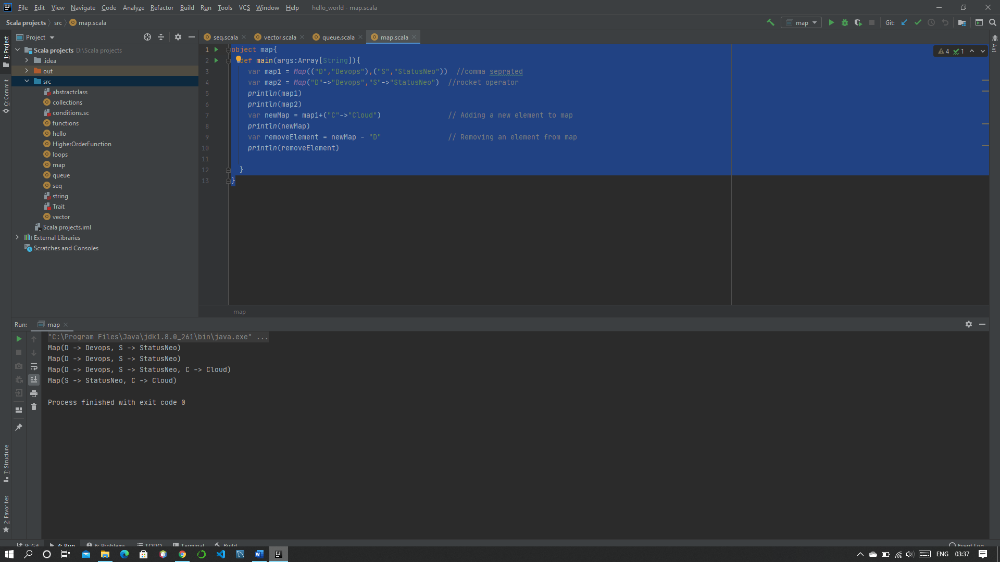 File Edit View Navigate Code Analyze Refactor Build Run Tools VCS Window Help hello_world - map.scala
Scala projects src map.scala map Git:
Project seq.scala vector.scala queue.scala map.scala
Scala projects D:\Scala projects
.idea
out
src
abstractclass
collections
conditions.sc
functions
hello
HigherOrderFunction
loops
map
queue
seq
string
Trait
vector
Scala projects.iml
External Libraries
Scratches and Consoles
1: Project
0: Commit
7: Structure
2: Favorites
Ant
4 1
1 object map{
2 def main(args:Array[String]){
3 var map1 = Map(("D","Devops"),("S","StatusNeo")) //comma seprated
4 var map2 = Map("D"->"Devops","S"->"StatusNeo") //rocket operator
5 println(map1)
6 println(map2)
7 var newMap = map1+("C"->"Cloud") // Adding a new element to map
8 println(newMap)
9 var removeElement = newMap - "D" // Removing an element from map
10 println(removeElement)
11
12 }
13 }
map
Run: map
"C:\Program Files\Java\jdk1.8.0_261\bin\java.exe" ...
Map(D -> Devops, S -> StatusNeo)
Map(D -> Devops, S -> StatusNeo)
Map(D -> Devops, S -> StatusNeo, C -> Cloud)
Map(S -> StatusNeo, C -> Cloud)
Process finished with exit code 0
9: Git 4: Run 6: Problems TODO Terminal Build Event Log
ENG 03:37